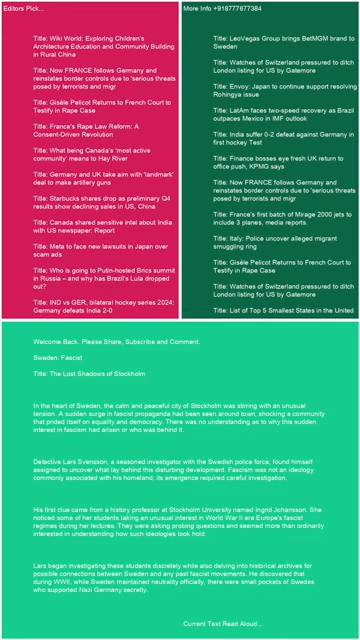 Editors Pick...
Title: Wiki World: Exploring Children's
Architecture Education and Community Building
in Rural China
Title: Now FRANCE follows Germany and
reinstates border controls due to 'serious threats
posed by terrorists and migr
Title: Gisèle Pelicot Returns to French Court to
Testify in Rape Case
Title: France's Rape Law Reform: A
Consent-Driven Revolution
Title: What being Canada's 'most active
community' means to Hay River
Title: Germany and UK take aim with 'landmark'
deal to make artillery guns
Title: Starbucks shares drop as preliminary Q4
results show declining sales in US, China
Title: Canada shared sensitive intel about India
with US newspaper: Report
Title: Meta to face new lawsuits in Japan over
scam ads
Title: Who is going to Putin-hosted Brics summit
in Russia – and why has Brazil's Lula dropped
out?
Title: IND vs GER, bilateral hockey series 2024:
Germany defeats India 2-0
More Info +918777677384
Title: LeoVegas Group brings BetMGM brand to
Sweden
Title: Watches of Switzerland pressured to ditch
London listing for US by Gatemore
Title: Envoy: Japan to continue support resolving
Rohingya issue
Title: LatAm faces two-speed recovery as Brazil
outpaces Mexico in IMF outlook
Title: India suffer 0-2 defeat against Germany in
first hockey Test
Title: Finance bosses eye fresh UK return to
office push, KPMG says
Title: Now FRANCE follows Germany and
reinstates border controls due to 'serious threats
posed by terrorists and migr
Title: France's first batch of Mirage 2000 jets to
include 3 planes, media reports.
Title: Italy: Police uncover alleged migrant
smuggling ring
Title: Gisèle Pelicot Returns to French Court to
Testify in Rape Case
Title: Watches of Switzerland pressured to ditch
London listing for US by Gatemore
Title: List of Top 5 Smallest States in the United
Welcome Back. Please Share, Subscribe and Comment.
Sweden: Fascist
Title: The Lost Shadows of Stockholm
In the heart of Sweden, the calm and peaceful city of Stockholm was stirring with an unusual
tension. A sudden surge in fascist propaganda had been seen around town, shocking a community
that prided itself on equality and democracy. There was no understanding as to why this sudden
interest in fascism had arisen or who was behind it.
Detective Lars Svensson, a seasoned investigator with the Swedish police force, found himself
assigned to uncover what lay behind this disturbing development. Fascism was not an ideology
commonly associated with his homeland; its emergence required careful investigation.
His first clue came from a history professor at Stockholm University named Ingrid Johansson. She
noticed some of her students taking an unusual interest in World War II era Europe's fascist
regimes during her lectures. They were asking probing questions and seemed more than ordinarily
interested in understanding how such ideologies took hold.
Lars began investigating these students discretely while also delving into historical archives for
possible connections between Sweden and any past fascist movements. He discovered that
during WWII, while Sweden maintained neutrality officially, there were small pockets of Swedes
who supported Nazi Germany secretly.
Current Text Read Aloud...